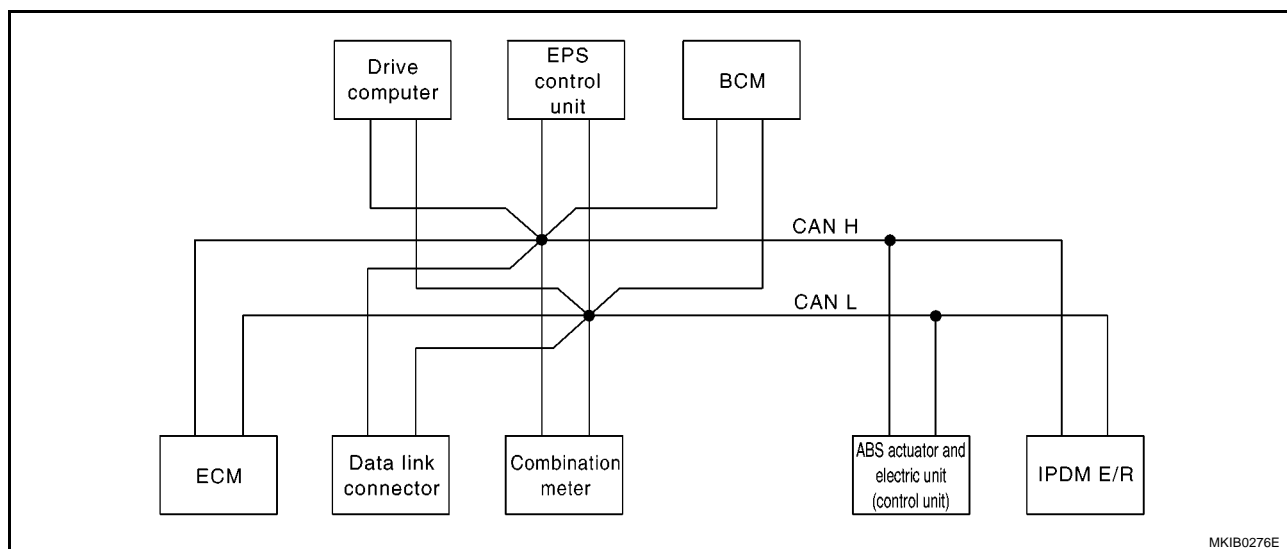 Drive
computer
EPS
control
unit
BCM
CAN H
CAN L
ECM
Data link
connector
Combination
meter
ABS actuator and
electric unit
(control unit)
IPDM E/R
MKIB0276E